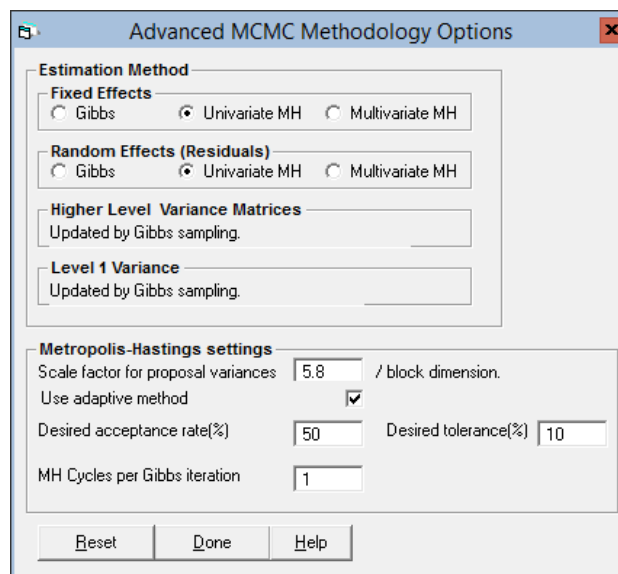 Advanced MCMC Methodology Options
Estimation Method
Fixed Effects
Gibbs Univariate MH Multivariate MH
Random Effects (Residuals)
Gibbs Univariate MH Multivariate MH
Higher Level Variance Matrices
Updated by Gibbs sampling.
Level 1 Variance
Updated by Gibbs sampling.
Metropolis-Hastings settings
Scale factor for proposal variances 5.8 / block dimension.
Use adaptive method
Desired acceptance rate(%) 50 Desired tolerance(%) 10
MH Cycles per Gibbs iteration 1
Reset Done Help